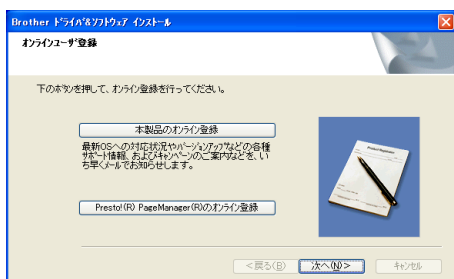 Brother ドライバ&ソフトウェア インストール
オンラインユーザ登録
下のボタンを押して、オンライン登録を行ってください。
本製品のオンライン登録
最新OSへの対応状況やバージョンアップなどの各種
サポート情報、およびキャンペーンのご案内などを、い
ち早くメールでお知らせします。
Presto!(R) PageManager(R)のオンライン登録
<戻る(B)
次へ(N)>
キャンセル